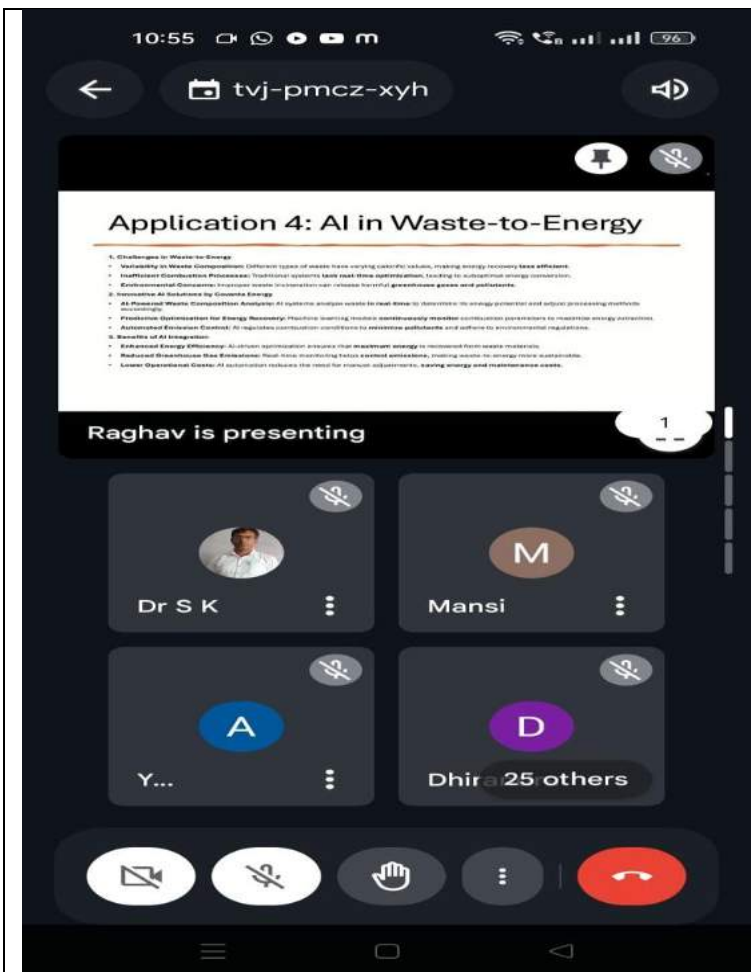 10:55 96
tvj-pmcz-xyh
Application 4: AI in Waste-to-Energy
1. Challenges in Waste-to-Energy
• Variability in Waste Composition: Different types of waste have varying calorific values, making energy recovery less efficient.
• Inefficient Combustion Processes: Traditional systems lack real-time optimization, leading to suboptimal energy conversion.
• Environmental Concerns: Improper waste incineration can release harmful greenhouse gases and pollutants.
2. Innovative AI Solutions by Covanta Energy
• AI-Powered Waste Composition Analysis: AI systems analyze waste in real-time to determine its energy potential and adjust processing methods
accordingly.
• Predictive Optimization for Energy Recovery: Machine learning models continuously monitor combustion parameters to maximize energy extraction.
• Automated Emission Control: AI regulates combustion conditions to minimize pollutants and adhere to environmental regulations.
3. Benefits of AI Integration
• Enhanced Energy Efficiency: AI-driven optimization ensures that maximum energy is recovered from waste materials.
• Reduced Greenhouse Gas Emissions: Real-time monitoring helps control emissions, making waste-to-energy more sustainable.
• Lower Operational Costs: AI automation reduces the need for manual adjustments, saving energy and maintenance costs.
Raghav is presenting 1
Dr S K
M
Mansi
A
Y...
D
Dhir 25 others